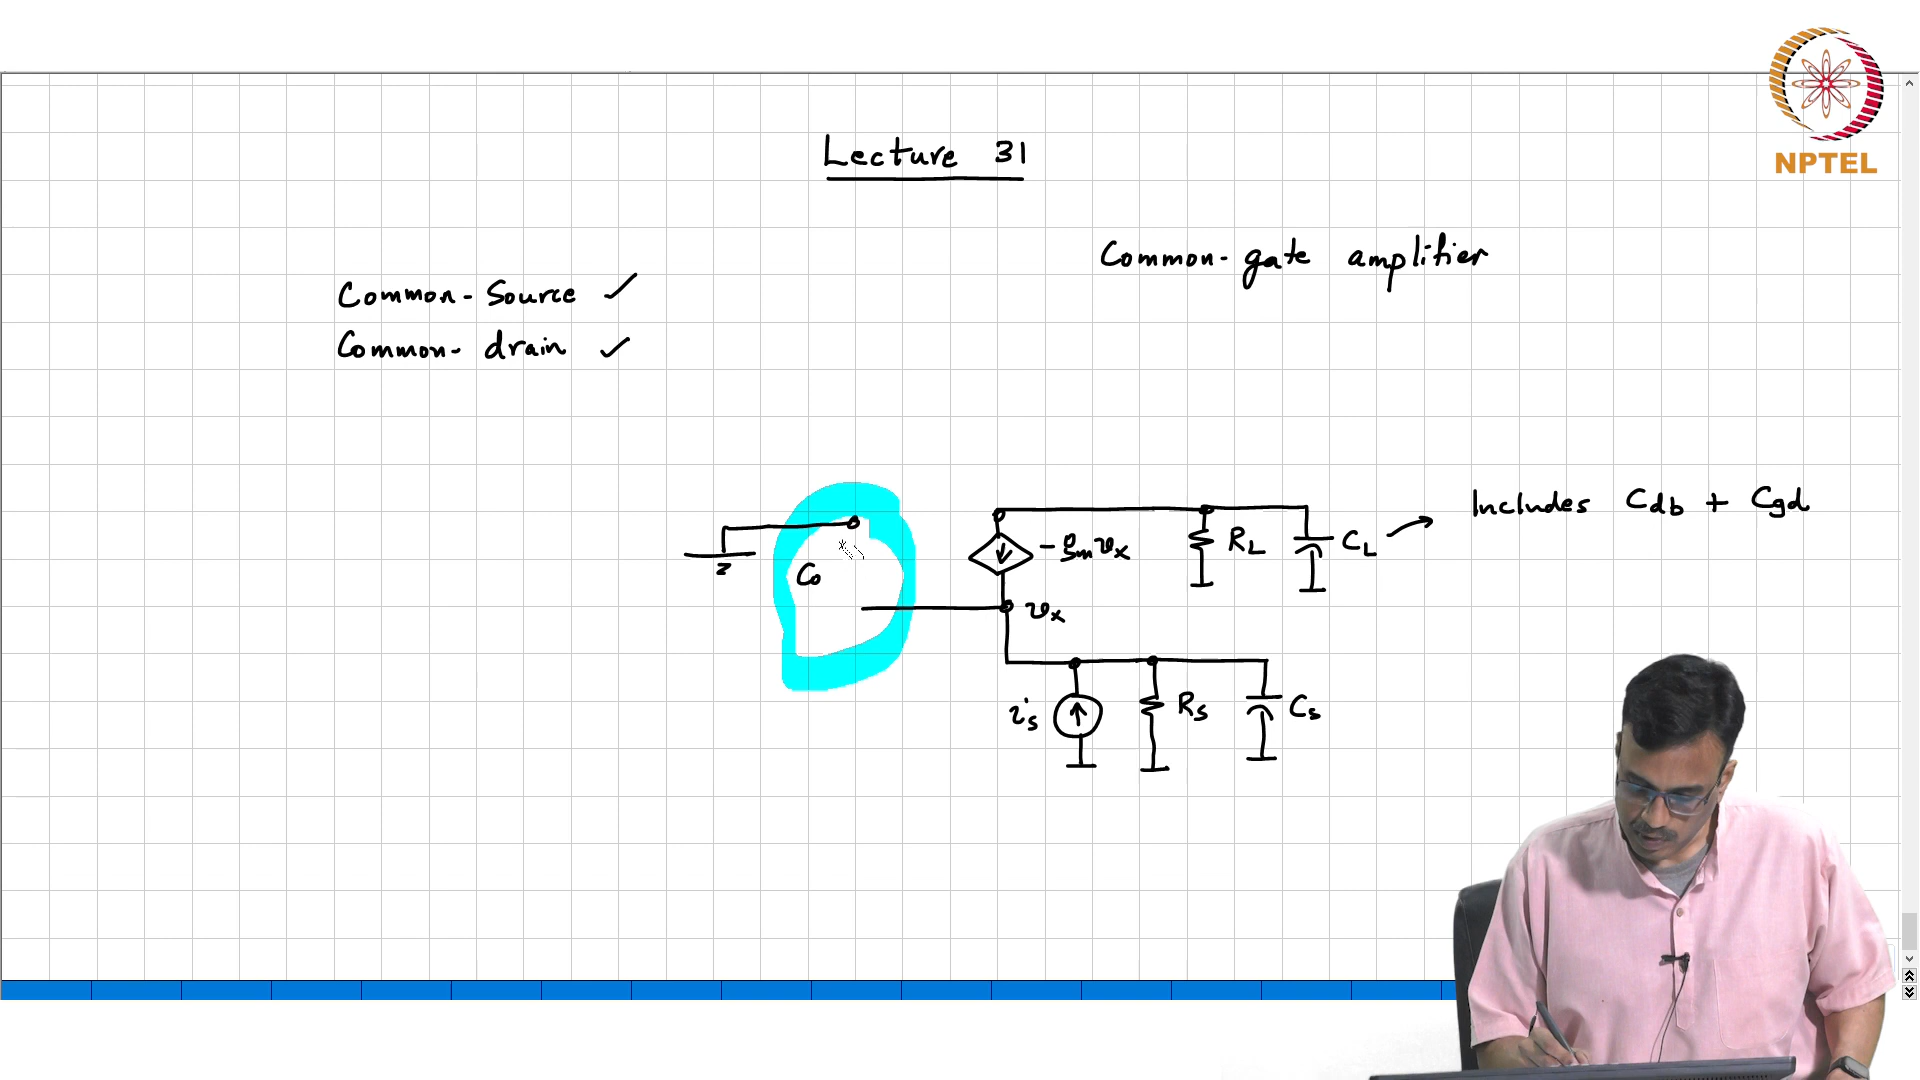 NPTEL
Lecture 31
Common-gate amplifier
Common-Source ✓
Common-drain ✓
Includes Cdb + Cgd
-gmvx
RL
CL
vx
is
Rs
Cs